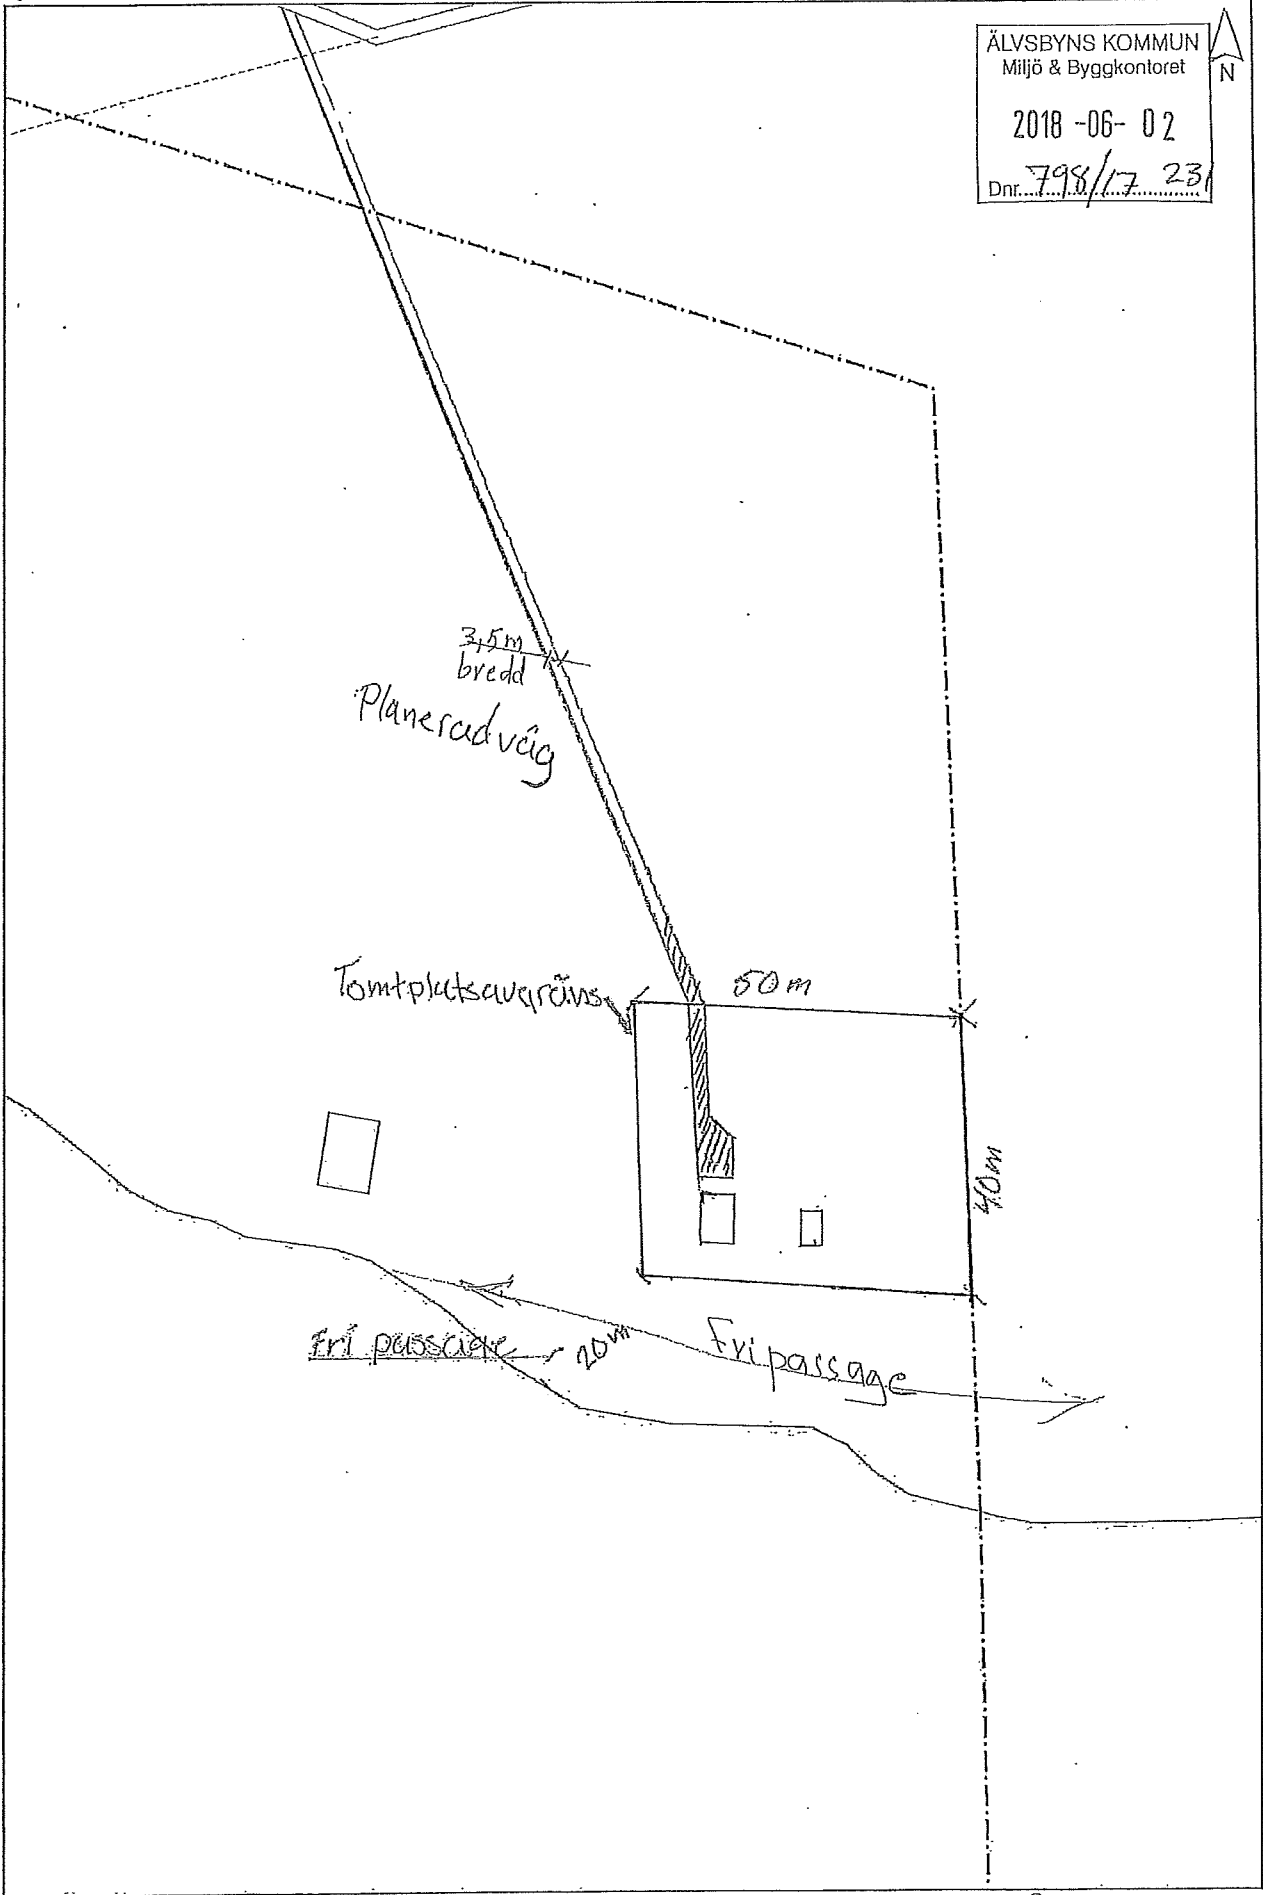 ÄLVSBYNS KOMMUN
Miljö & Byggkontoret
N
2018 -06- 02
Dnr. 798/17 231
3,5m
bredd
Planerad väg
Tomtplatsavgräns.
50m
40m
Fri passage
20m
Fri passage